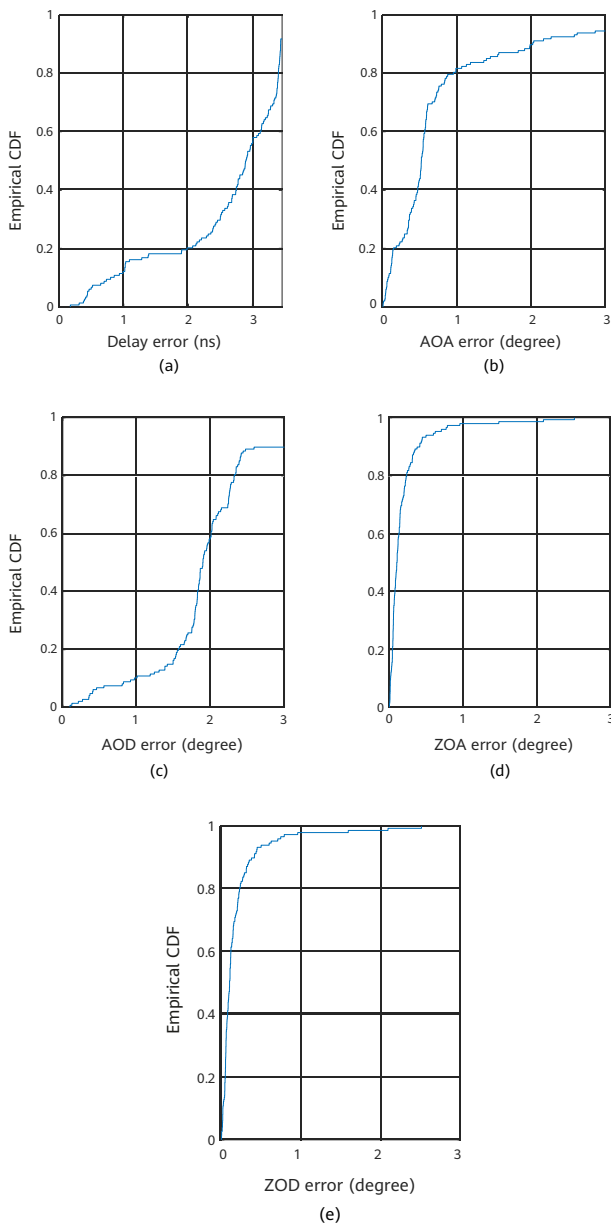 1
0.8
0.6
0.4
0.2
0
0 1 2 3
Empirical CDF
Delay error (ns)
(a)
1
0.8
0.6
0.4
0.2
0
0 1 2 3
Empirical CDF
AOA error (degree)
(b)
1
0.8
0.6
0.4
0.2
0
0 1 2 3
Empirical CDF
AOD error (degree)
(c)
1
0.8
0.6
0.4
0.2
0
0 1 2 3
ZOA error (degree)
(d)
1
0.8
0.6
0.4
0.2
0
0 1 2 3
Empirical CDF
ZOD error (degree)
(e)